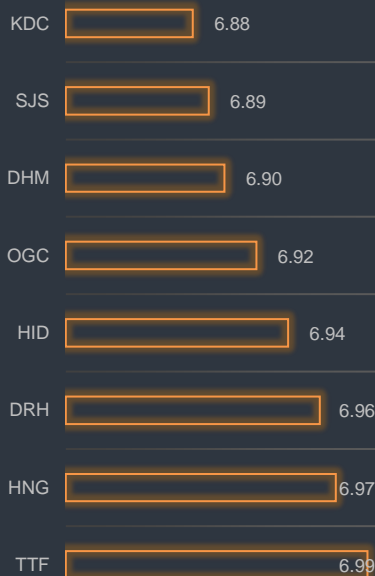 KDC 6.88
SJS 6.89
DHM 6.90
OGC 6.92
HID 6.94
DRH 6.96
HNG 6.97
TTF 6.99